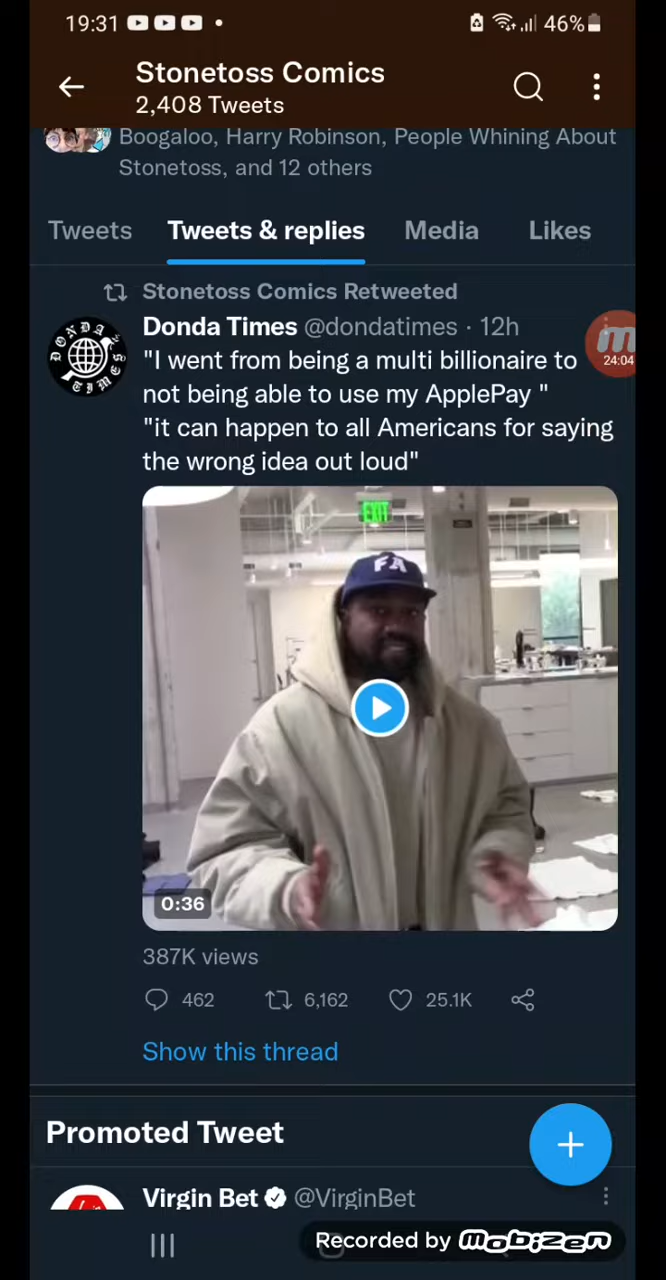 19:31
46%
Stonetoss Comics
2,408 Tweets
Boogaloo, Harry Robinson, People Whining About
Stonetoss, and 12 others
Tweets
Tweets & replies
Media
Likes
Stonetoss Comics Retweeted
Donda Times @dondatimes · 12h
DONDA
TIMES
m
24:04
"I went from being a multi billionaire to
not being able to use my ApplePay "
"it can happen to all Americans for saying
the wrong idea out loud"
EXIT
FA
0:36
387K views
462
6,162
25.1K
Show this thread
Promoted Tweet
+
Virgin Bet @VirginBet
Recorded by mobizen